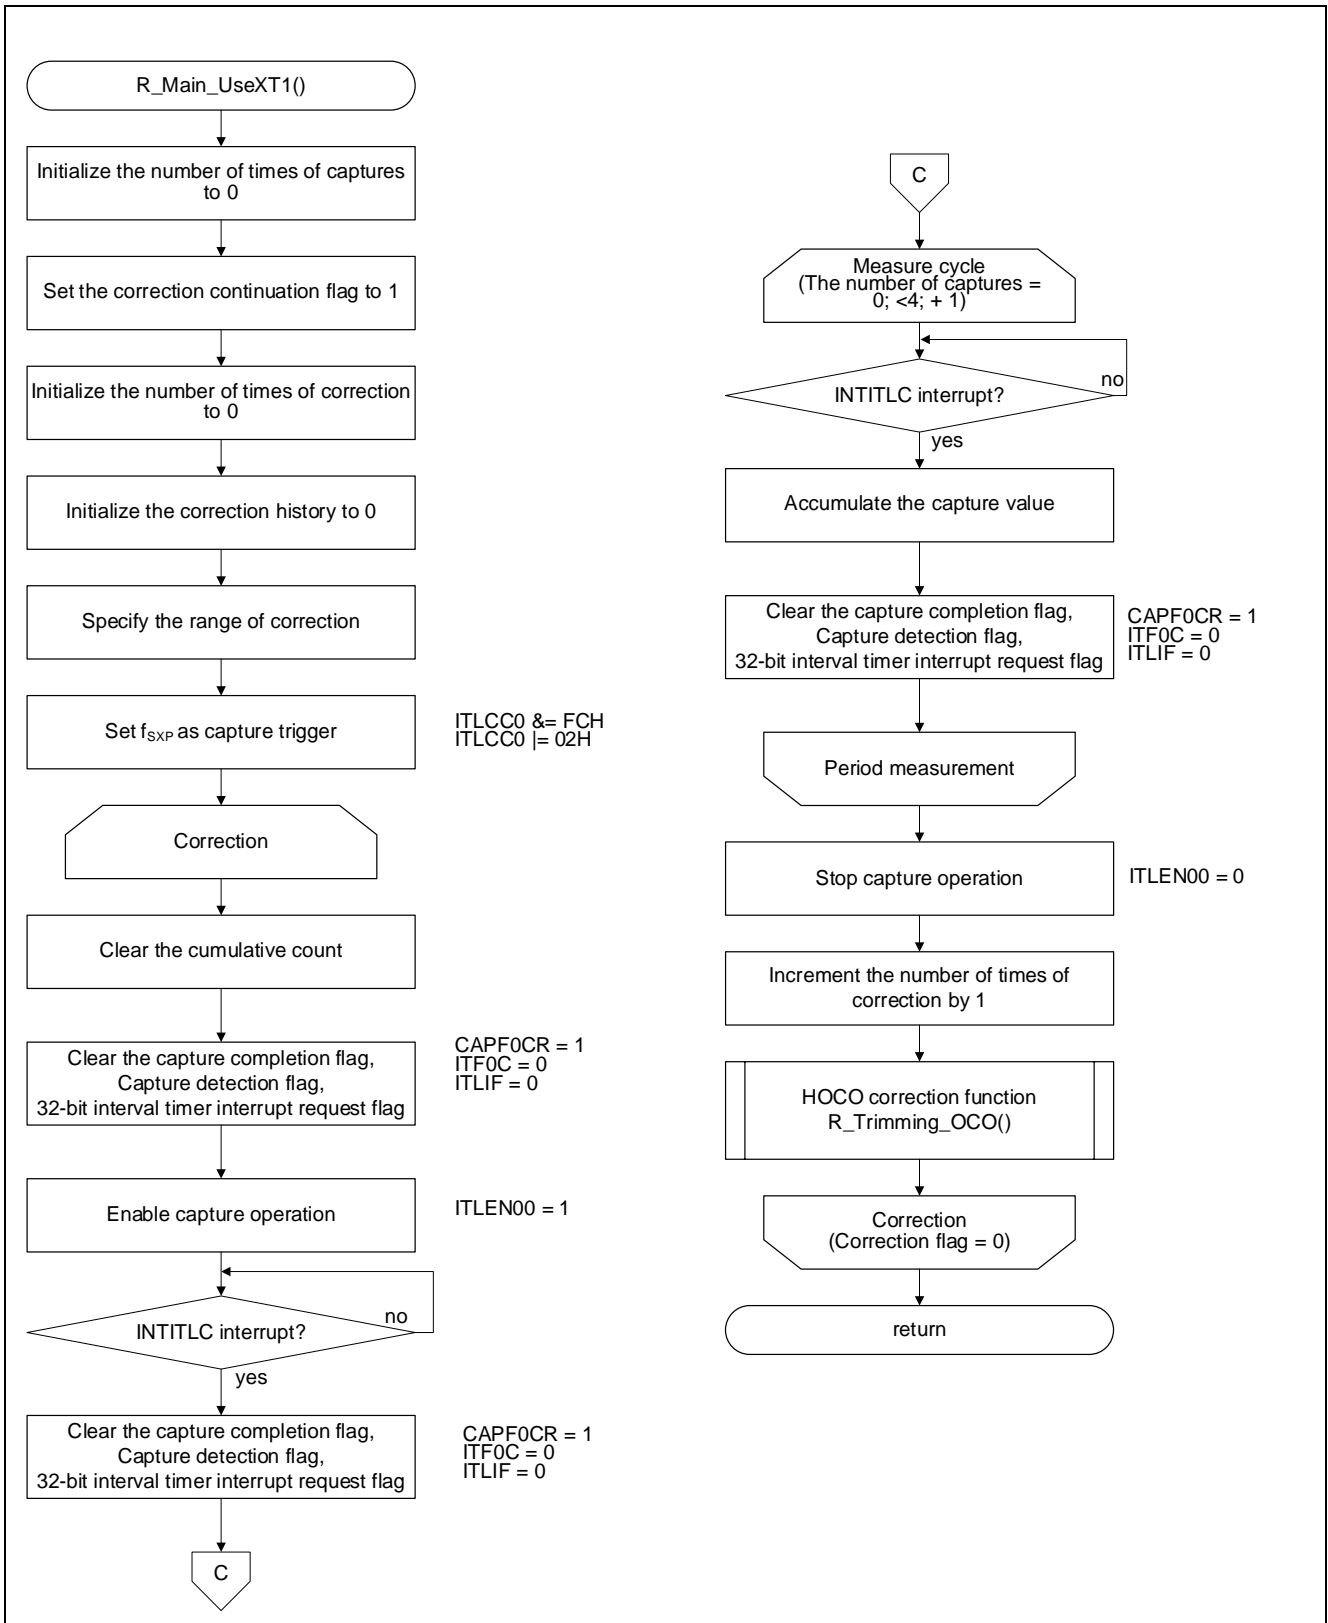 R_Main_UseXT1()
Initialize the number of times of captures
to 0
Set the correction continuation flag to 1
Initialize the number of times of correction
to 0
Initialize the correction history to 0
Specify the range of correction
Set fSXP as capture trigger
ITLCC0 &= FCH
ITLCC0 |= 02H
Correction
Clear the cumulative count
Clear the capture completion flag,
Capture detection flag,
32-bit interval timer interrupt request flag
CAPF0CR = 1
ITF0C = 0
ITLIF = 0
Enable capture operation
ITLEN00 = 1
INTITLC interrupt?
no
yes
Clear the capture completion flag,
Capture detection flag,
32-bit interval timer interrupt request flag
CAPF0CR = 1
ITF0C = 0
ITLIF = 0
C
C
Measure cycle
(The number of captures =
0; <4; + 1)
INTITLC interrupt?
no
yes
Accumulate the capture value
Clear the capture completion flag,
Capture detection flag,
32-bit interval timer interrupt request flag
CAPF0CR = 1
ITF0C = 0
ITLIF = 0
Period measurement
Stop capture operation
ITLEN00 = 0
Increment the number of times of
correction by 1
HOCO correction function
R_Trimming_OCO()
Correction
(Correction flag = 0)
return